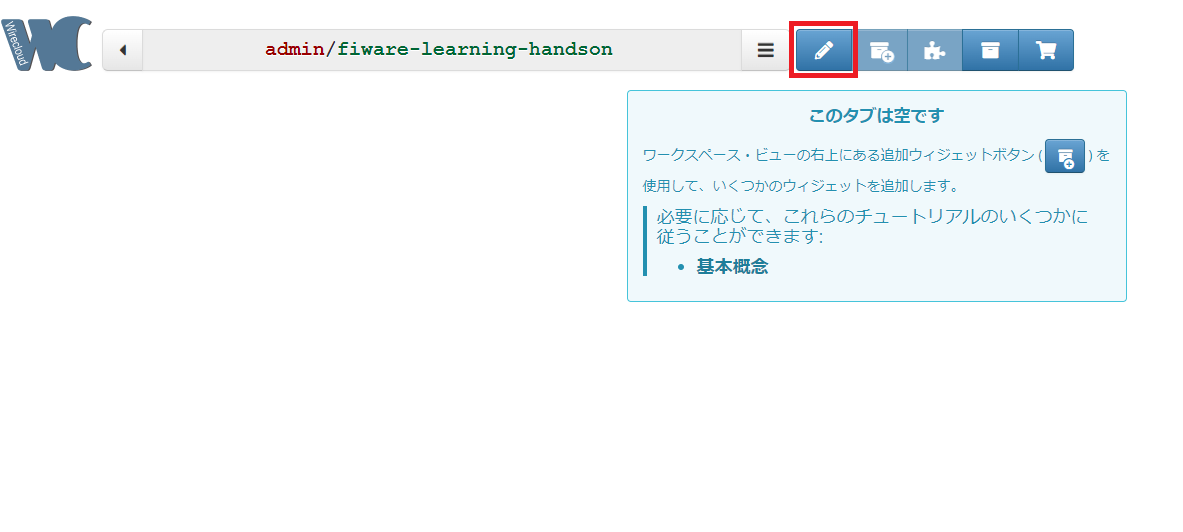 Wirecloud
WC
admin/fiware-learning-handson
このタブは空です
ワークスペース・ビューの右上にある追加ウィジェットボタン ( ) を
使用して、いくつかのウィジェットを追加します。
必要に応じて、これらのチュートリアルのいくつかに
従うことができます:
• 基本概念